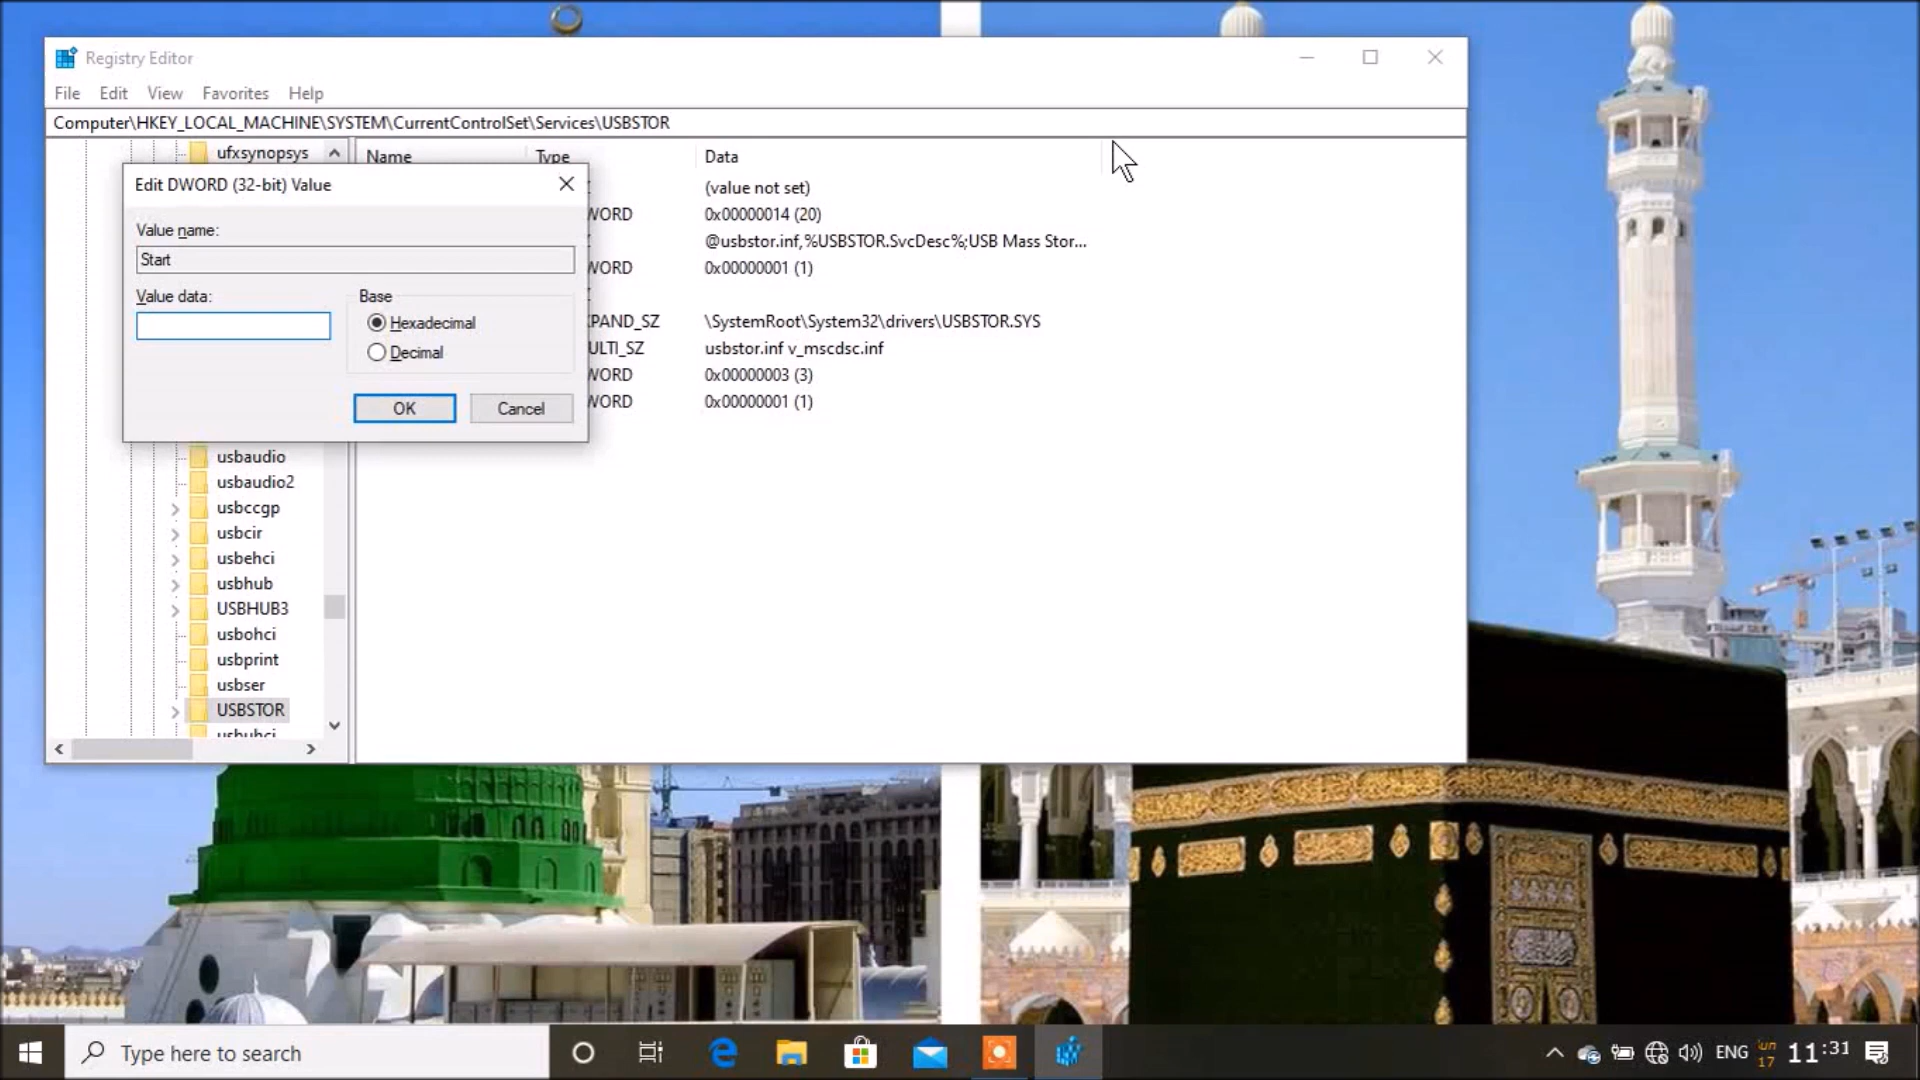 Registry Editor
File Edit View Favorites Help
Computer\HKEY_LOCAL_MACHINE\SYSTEM\CurrentControlSet\Services\USBSTOR
ufxsynopsys
Name Type Data
Edit DWORD (32-bit) Value
Value name:
Start
Value data:
Base
Hexadecimal
Decimal
OK Cancel
(value not set)
WORD 0x00000014 (20)
@usbstor.inf,%USBSTOR.SvcDesc%;USB Mass Stor...
WORD 0x00000001 (1)
XPAND_SZ \SystemRoot\System32\drivers\USBSTOR.SYS
ULTI_SZ usbstor.inf v_mscdsc.inf
WORD 0x00000003 (3)
WORD 0x00000001 (1)
usbaudio
usbaudio2
usbccgp
usbcir
usbehci
usbhub
USBHUB3
usbohci
usbprint
usbser
USBSTOR
usbuhci
Type here to search
ENG
17
11:31